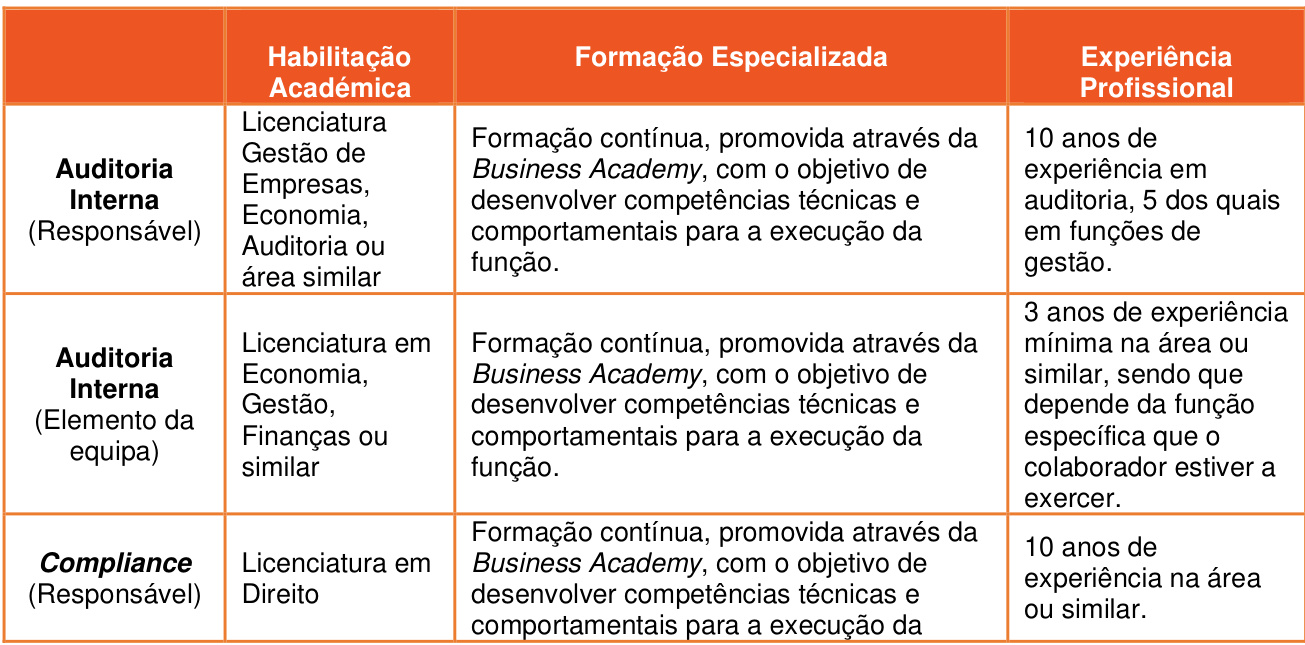 Habilitação
Académica
Formação Especializada
Experiência
Profissional
Auditoria
Interna
(Responsável)
Licenciatura
Gestão de
Empresas,
Economia,
Auditoria ou
área similar
Formação contínua, promovida através da
Business Academy, com o objetivo de
desenvolver competências técnicas e
comportamentais para a execução da
função.
10 anos de
experiência em
auditoria, 5 dos quais
em funções de
gestão.
Auditoria
Interna
(Elemento da
equipa)
Licenciatura em
Economia,
Gestão,
Finanças ou
similar
Formação contínua, promovida através da
Business Academy, com o objetivo de
desenvolver competências técnicas e
comportamentais para a execução da
função.
3 anos de experiência
mínima na área ou
similar, sendo que
depende da função
específica que o
colaborador estiver a
exercer.
Compliance
(Responsável)
Licenciatura em
Direito
Formação contínua, promovida através da
Business Academy, com o objetivo de
desenvolver competências técnicas e
comportamentais para a execução da
10 anos de
experiência na área
ou similar.